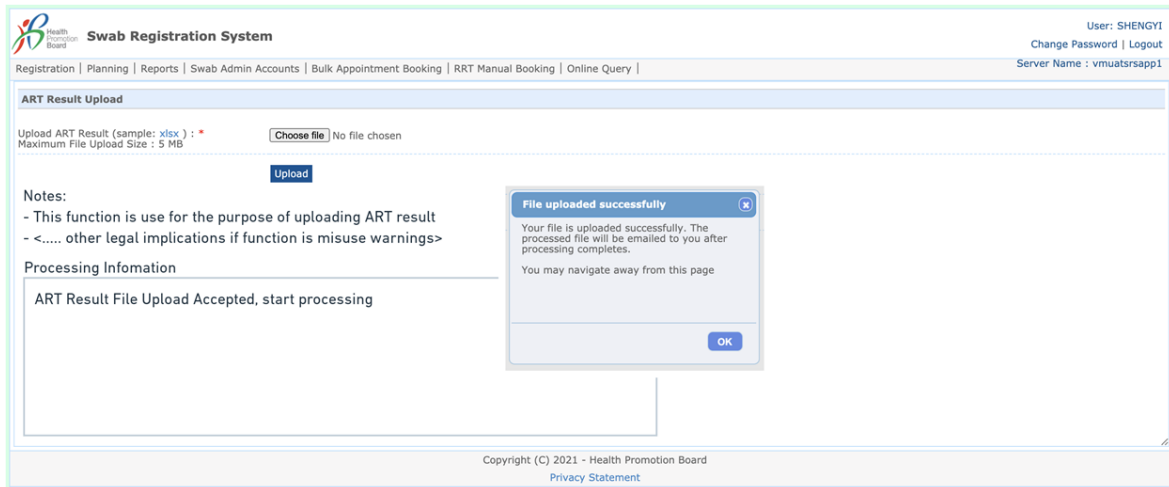 Health
Promotion
Board
Swab Registration System
User: SHENGYI
Change Password | Logout
Registration | Planning | Reports | Swab Admin Accounts | Bulk Appointment Booking | RRT Manual Booking | Online Query |
Server Name : vmuatsrsapp1
ART Result Upload
Upload ART Result (sample: xlsx ) : *
Maximum File Upload Size : 5 MB
Choose file No file chosen
Upload
Notes:
- This function is use for the purpose of uploading ART result
- <..... other legal implications if function is misuse warnings>
Processing Infomation
ART Result File Upload Accepted, start processing
File uploaded successfully
x
Your file is uploaded successfully. The
processed file will be emailed to you after
processing completes.
You may navigate away from this page
OK
Copyright (C) 2021 - Health Promotion Board
Privacy Statement